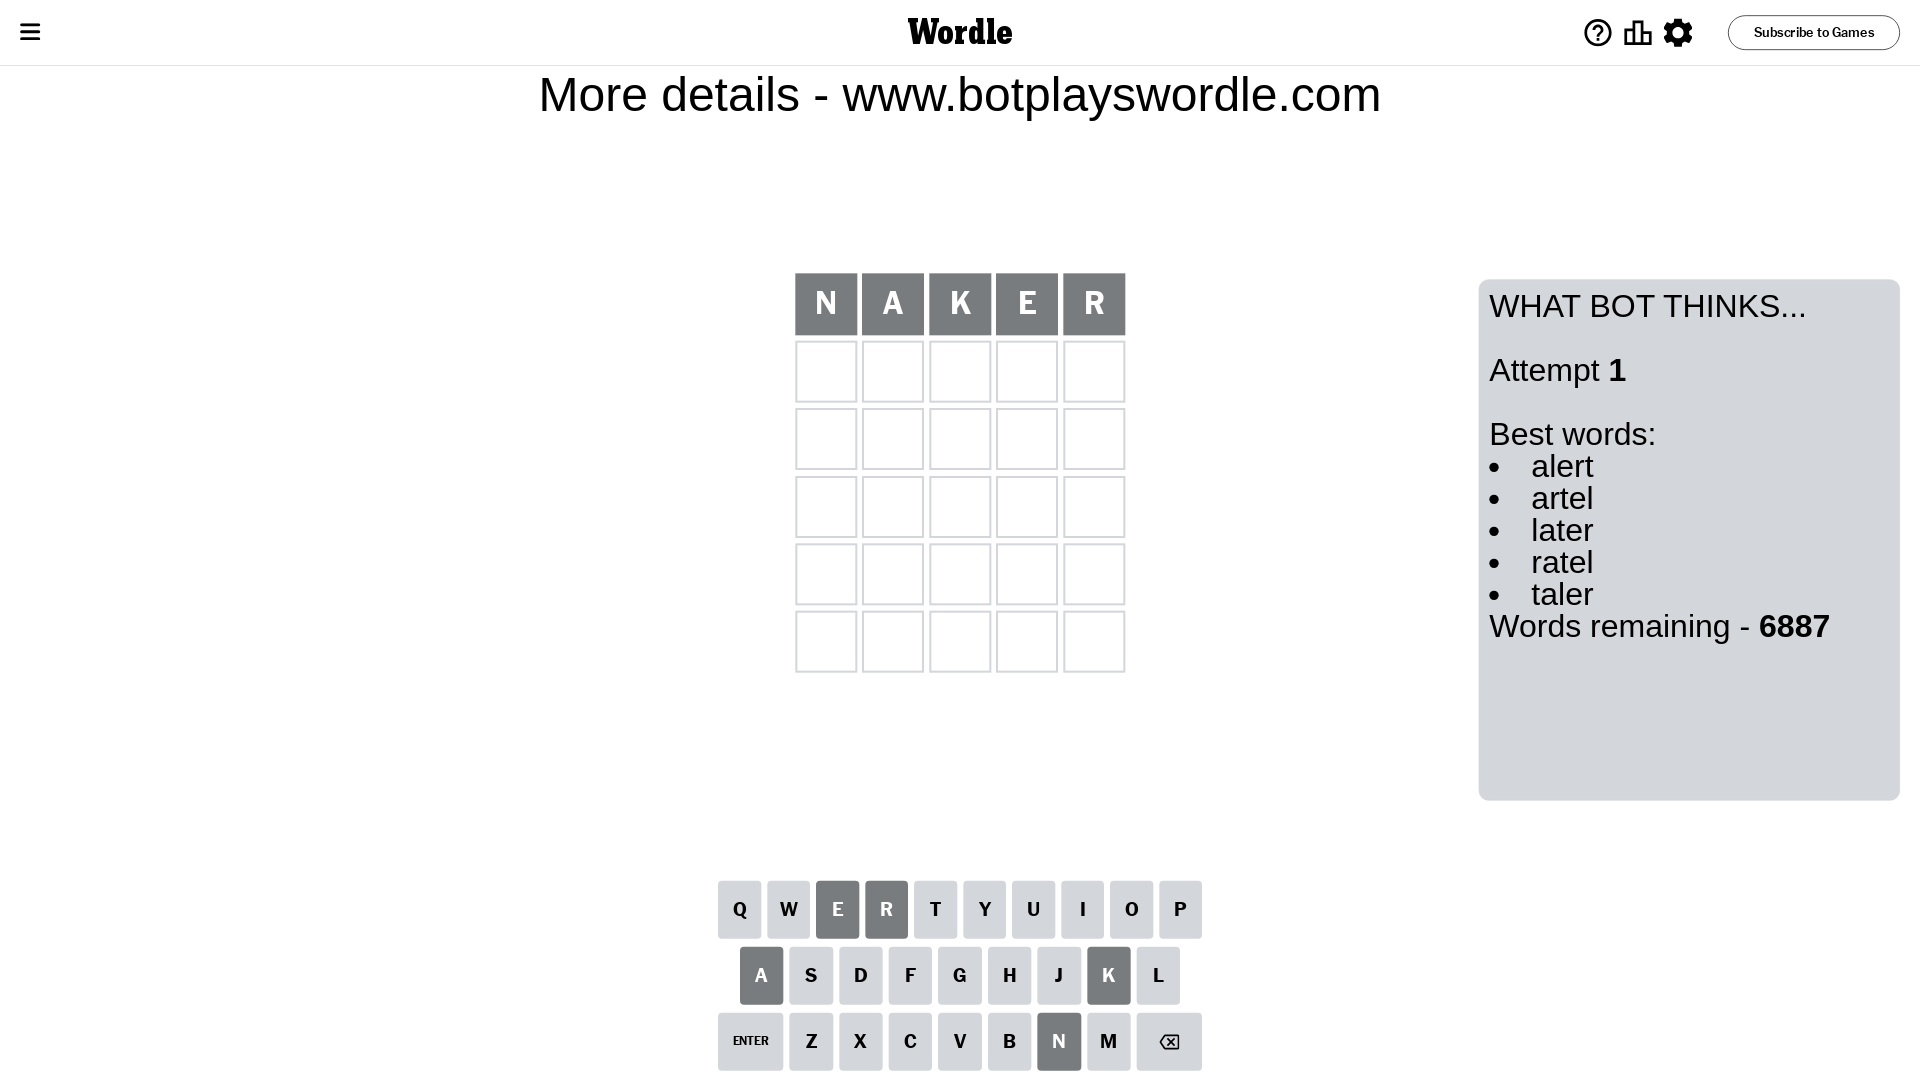 Wordle
Subscribe to Games
More details - www.botplayswordle.com
N A K E R
WHAT BOT THINKS...
Attempt 1
Best words:
• alert
• artel
• later
• ratel
• taler
Words remaining - 6887
Q W E R T Y U I O P
A S D F G H J K L
ENTER Z X C V B N M